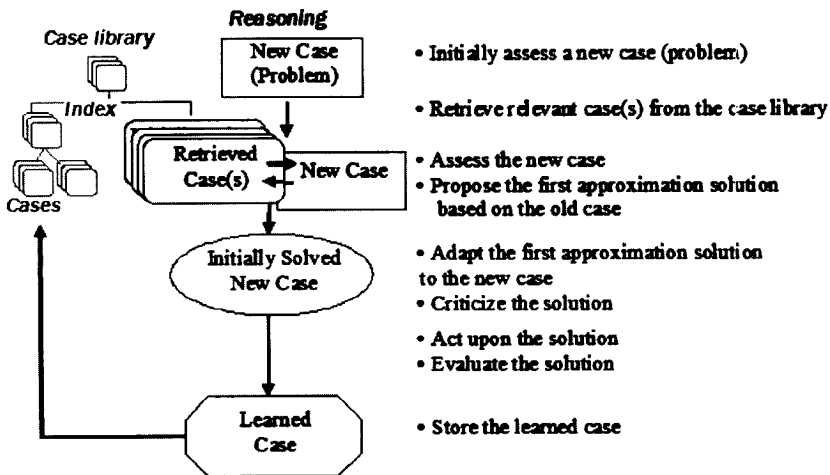 Reasoning
Case library
New Case
(Problem)
• Initially assess a new case (problem)
Index
• Retrieve relevant case(s) from the case library
Retrieved
Case(s)
New Case
• Assess the new case
• Propose the first approximation solution
based on the old case
Cases
Initially Solved
New Case
• Adapt the first approximation solution
to the new case
• Criticize the solution
• Act upon the solution
• Evaluate the solution
Learned
Case
• Store the learned case